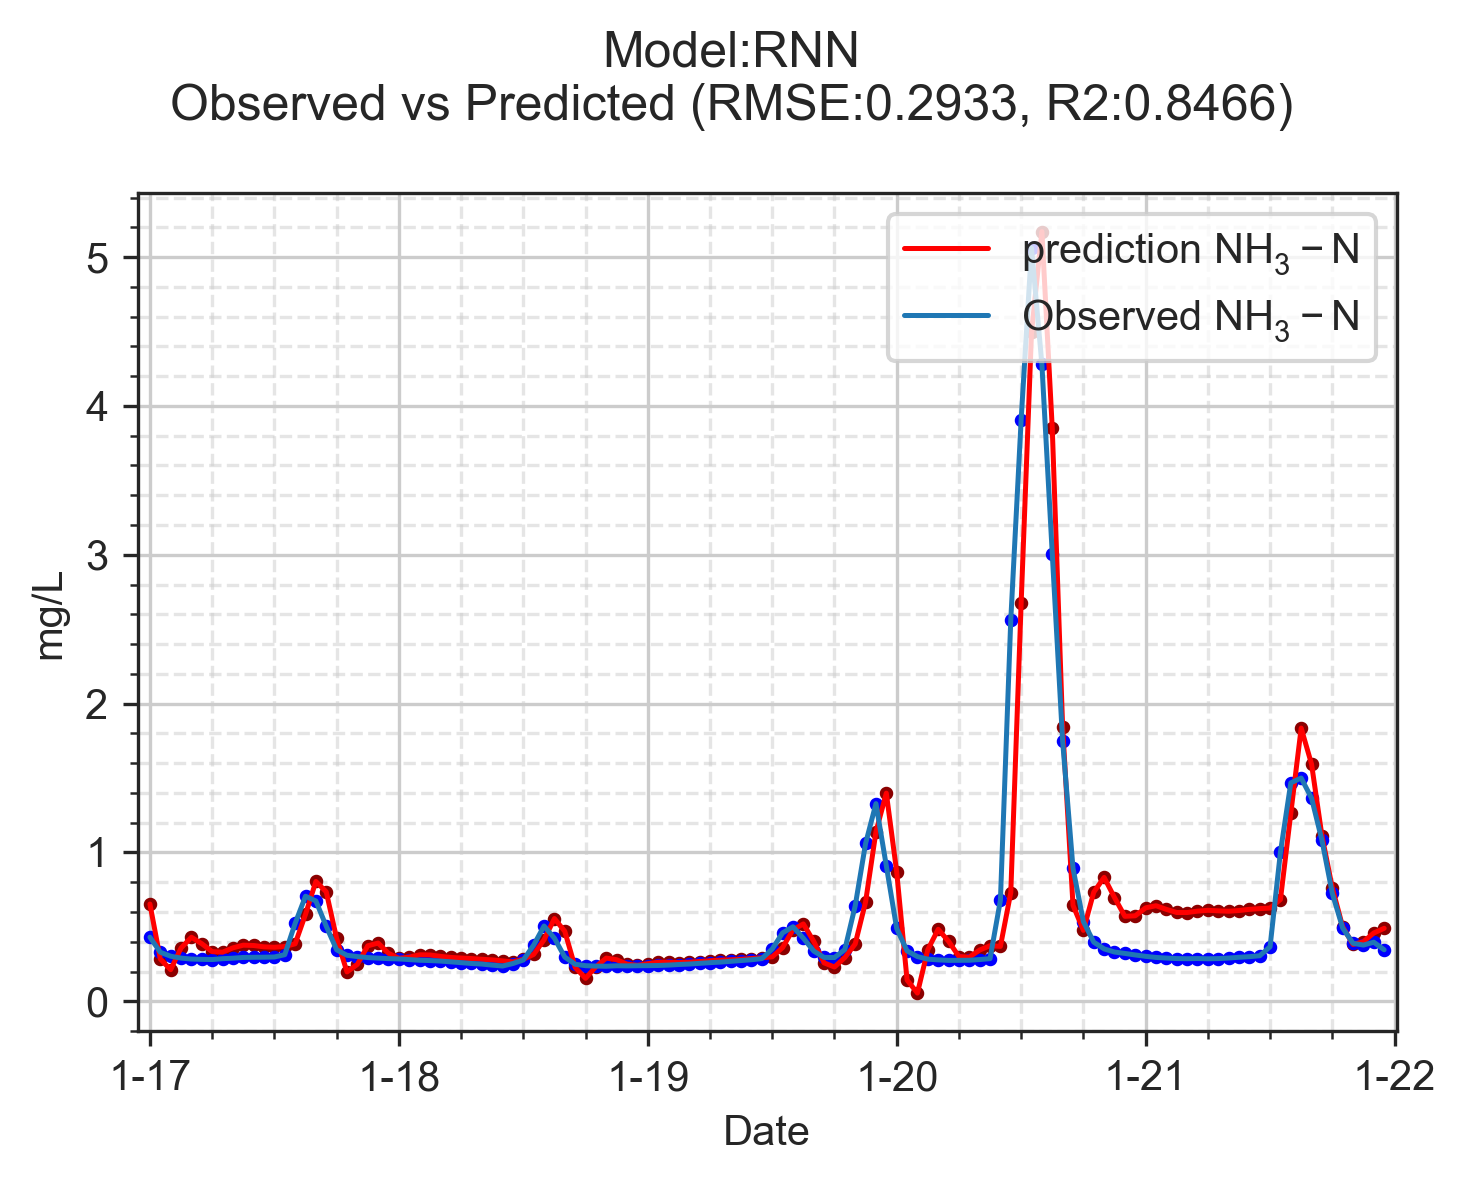 Model:RNN
Observed vs Predicted (RMSE:0.2933, R2:0.8466)
prediction NH₃ − N
Observed NH₃ − N
5
4
3
2
1
0
mg/L
1-17 1-18 1-19 1-20 1-21 1-22
Date